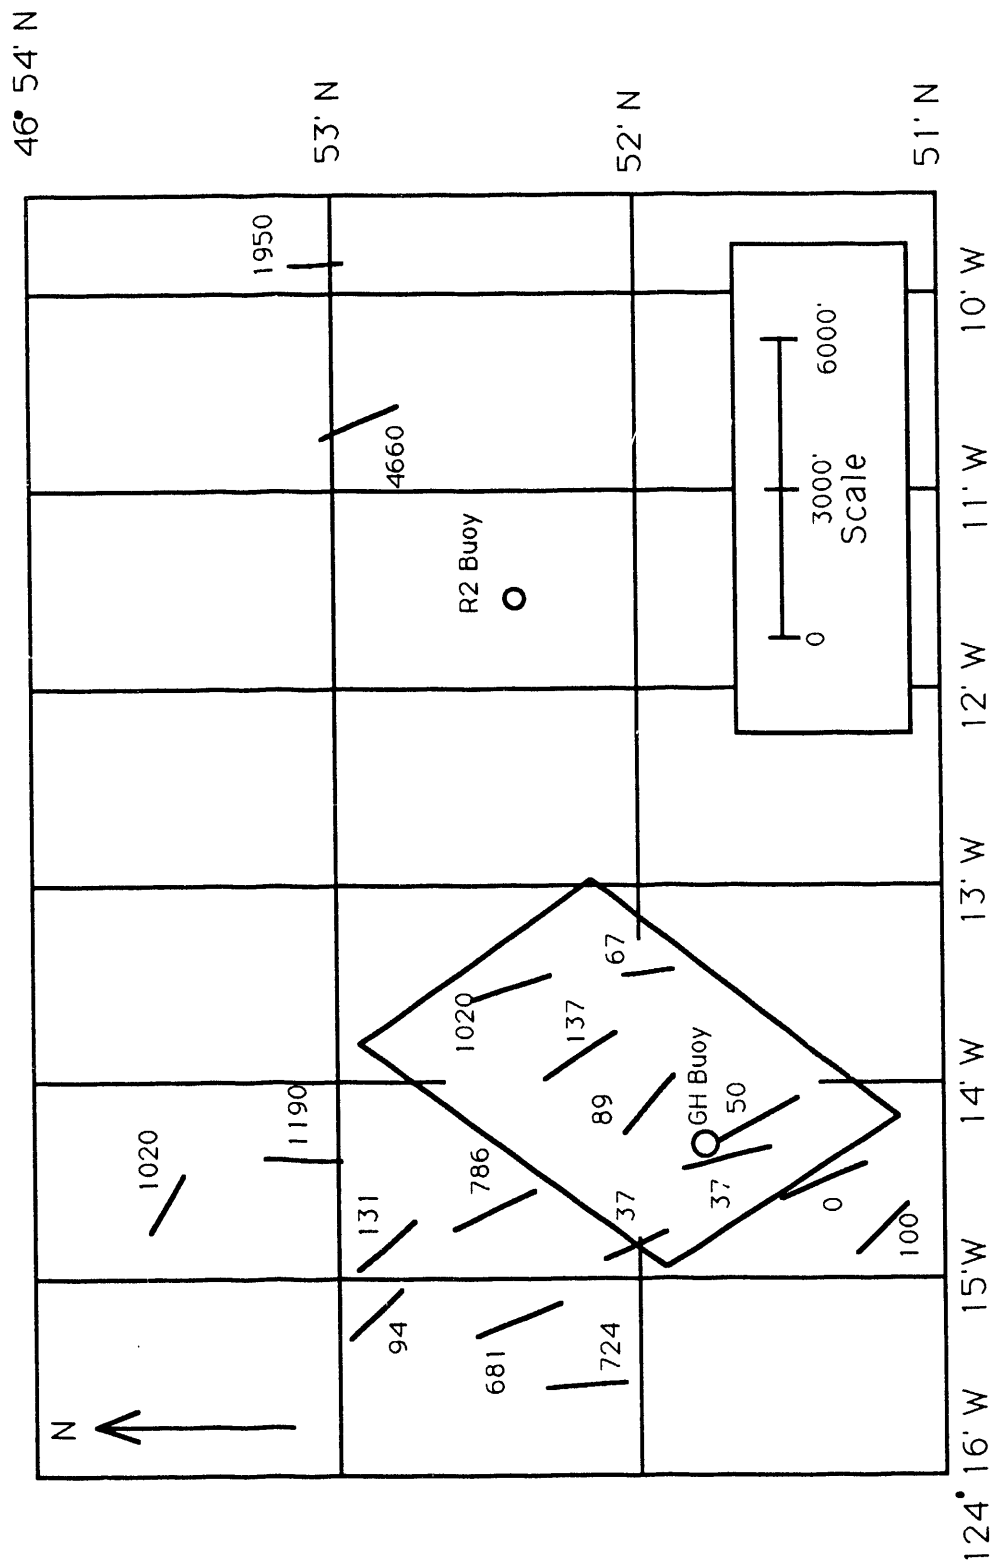 46° 54' N
N
1020
1950
1190
53' N
131
94
4660
1020
R2 Buoy
786
681
137
89
724
67
37
52' N
GH Buoy
37
50
0
3000'
6000'
0
Scale
100
51' N
124° 16' W
15'W
14' W
13' W
12' W
11' W
10' W